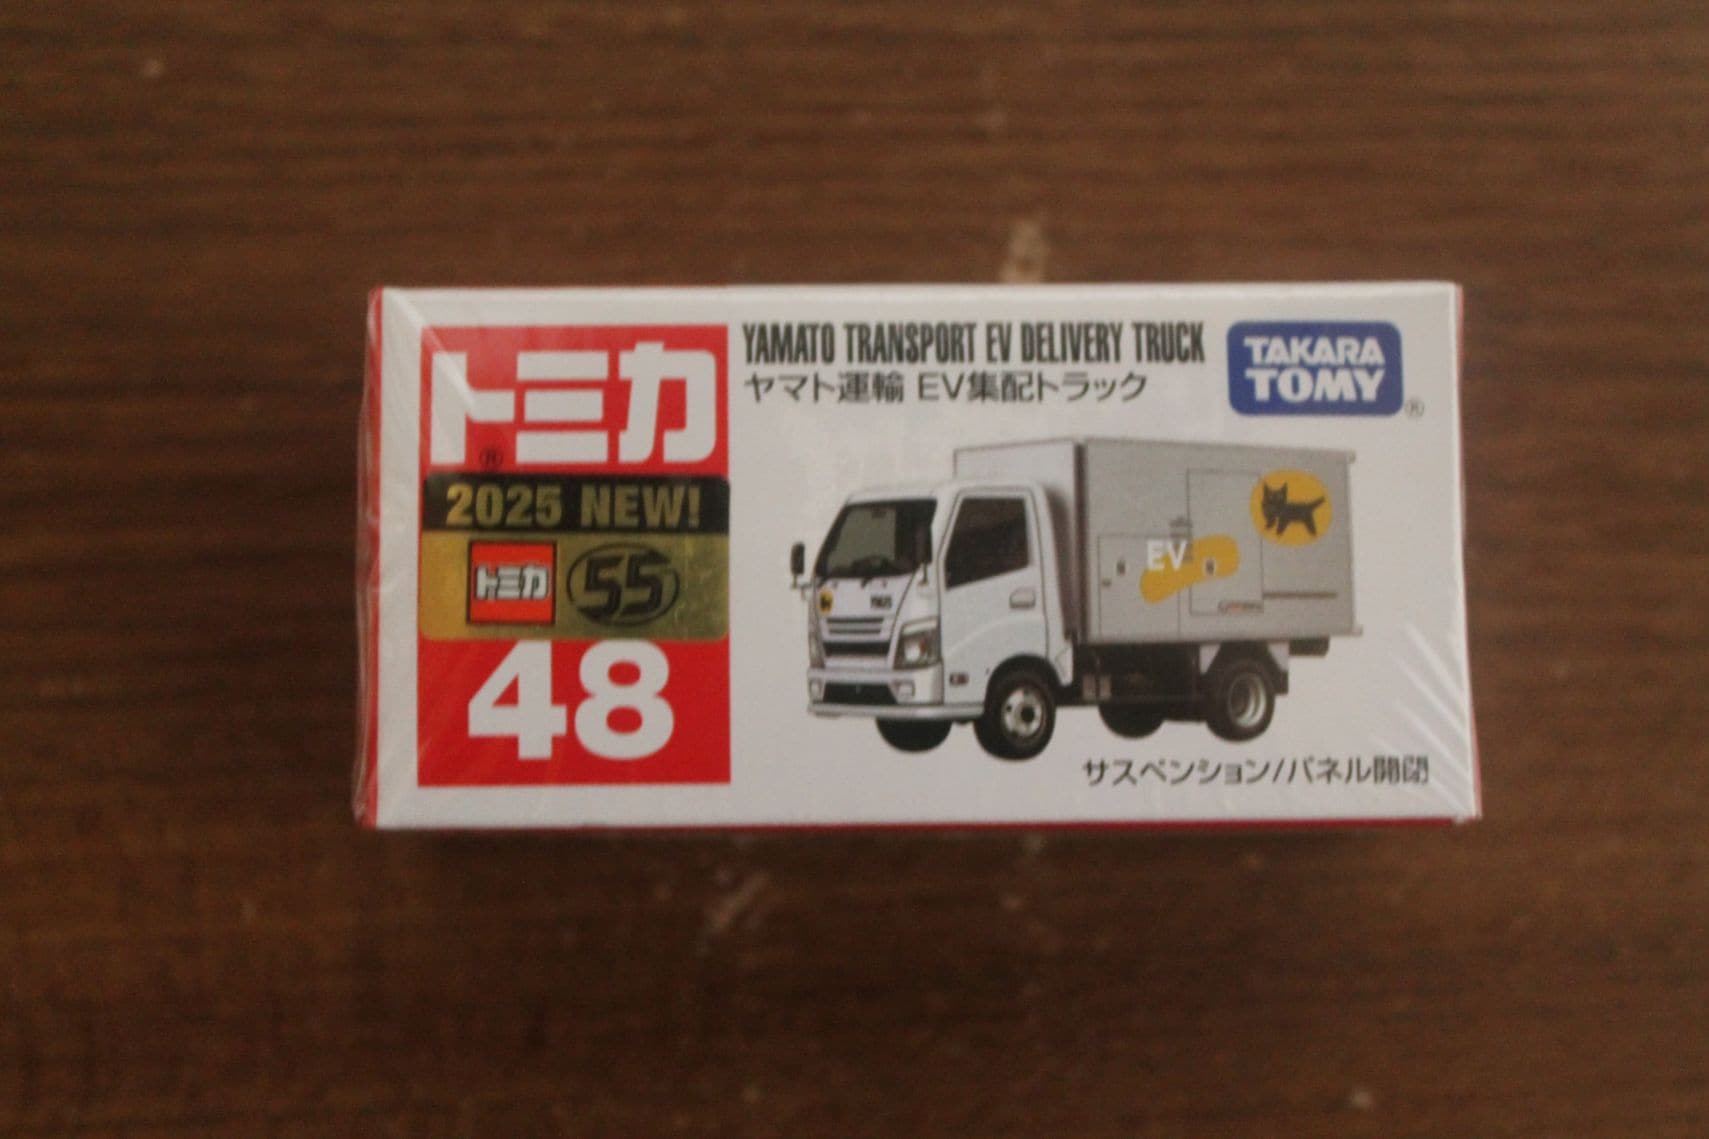 トミカ
®
2025 NEW!
トミカ 55
48
YAMATO TRANSPORT EV DELIVERY TRUCK
ヤマト運輸 EV集配トラック
TAKARA
TOMY
®
EV
サスペンション/パネル開閉